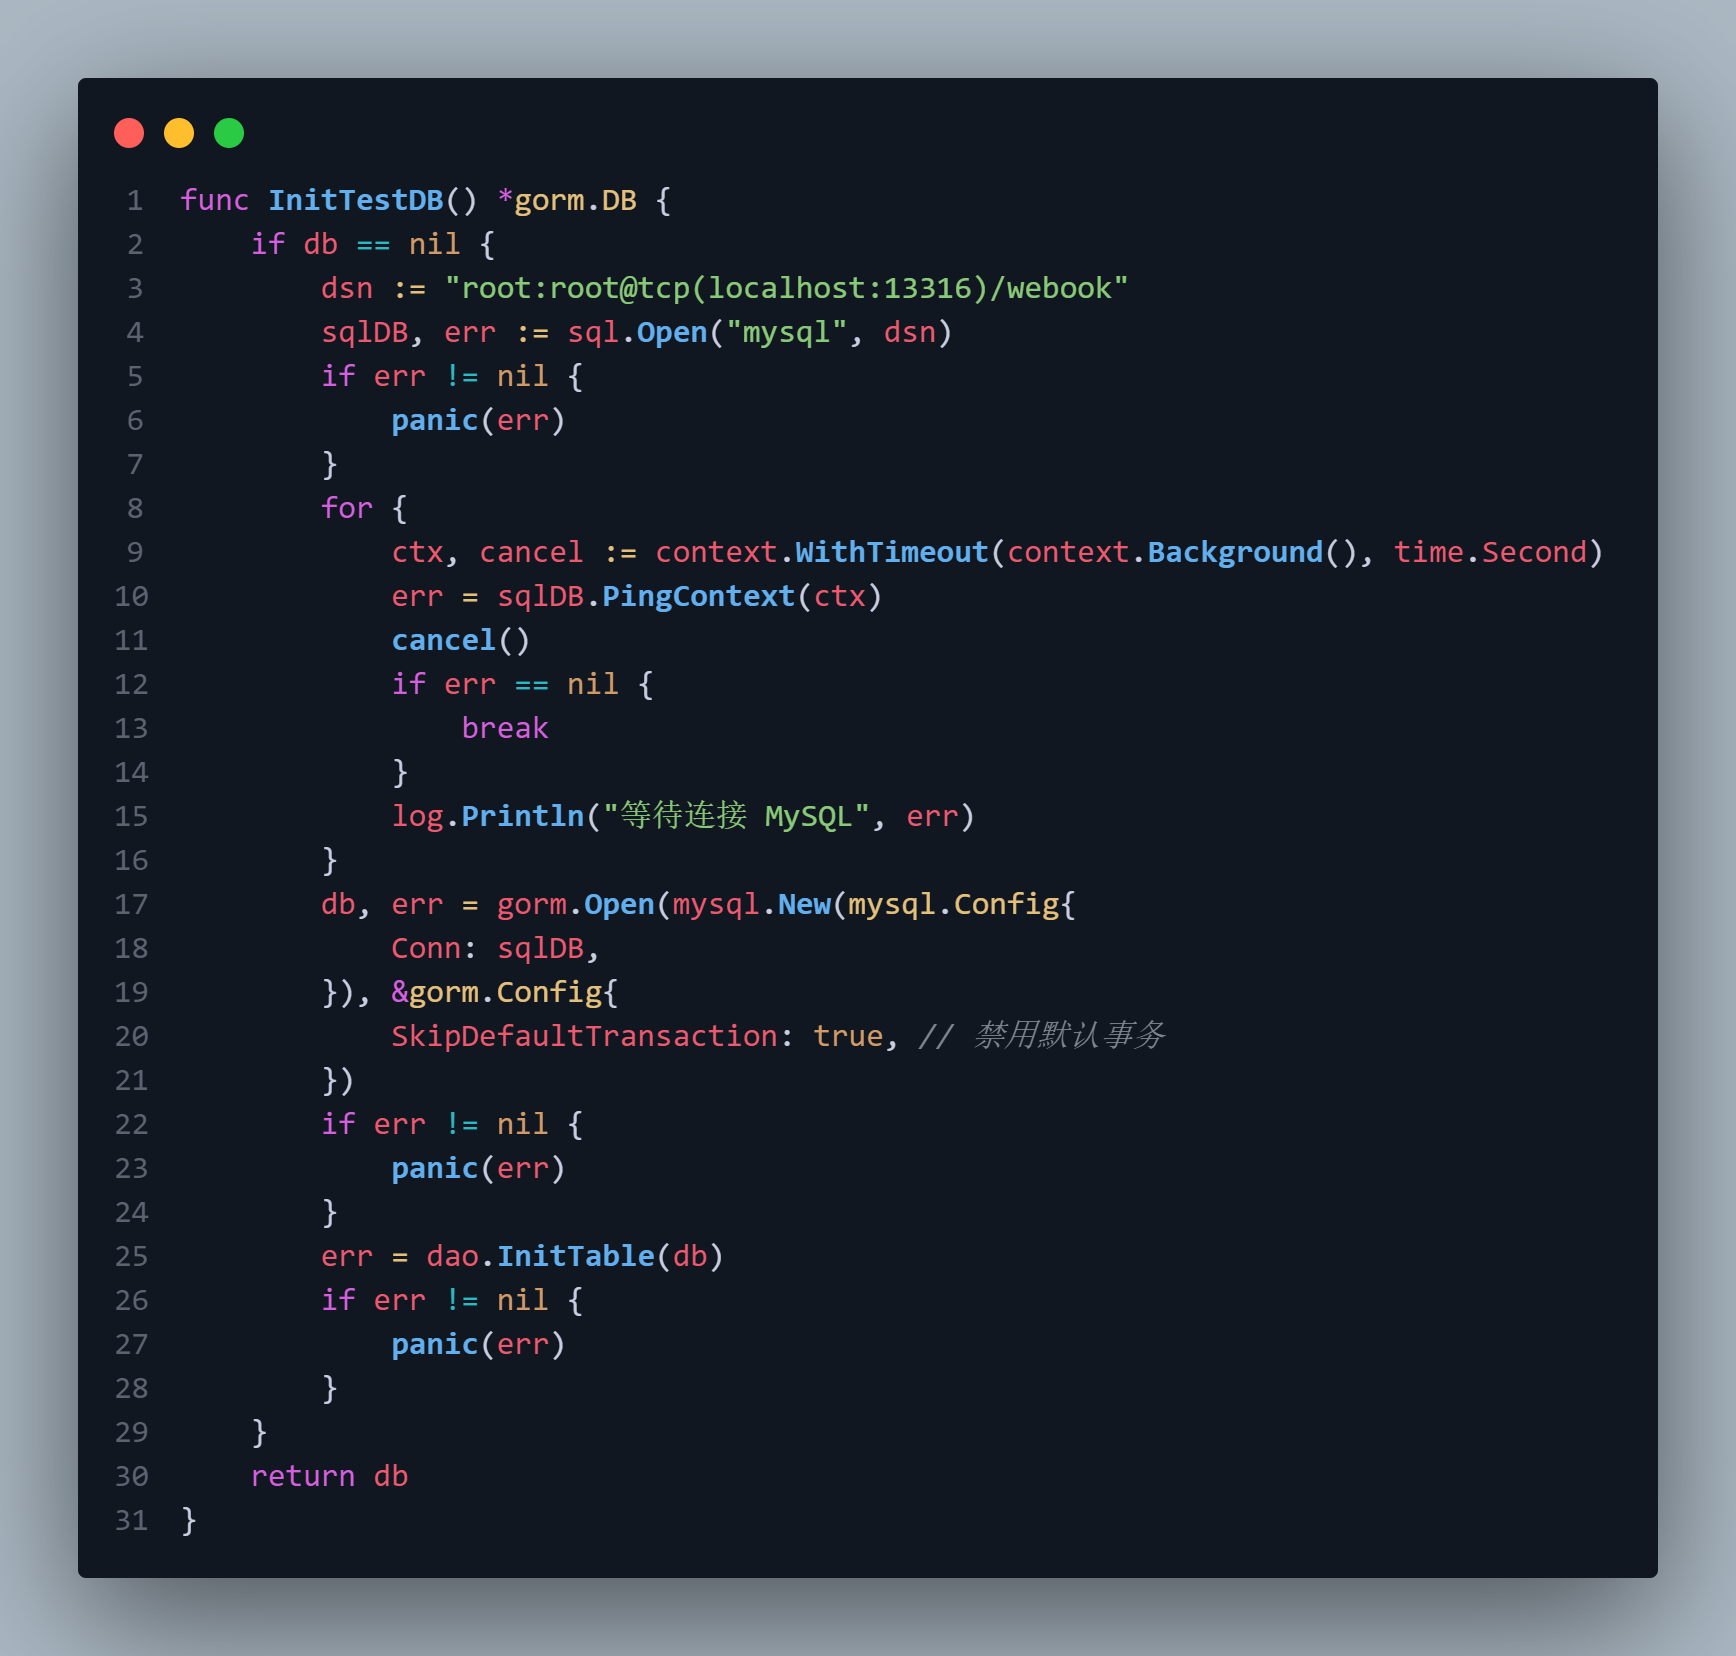 1 func InitTestDB() *gorm.DB {
2     if db == nil {
3         dsn := "root:root@tcp(localhost:13316)/webook"
4         sqlDB, err := sql.Open("mysql", dsn)
5         if err != nil {
6             panic(err)
7         }
8         for {
9             ctx, cancel := context.WithTimeout(context.Background(), time.Second)
10             err = sqlDB.PingContext(ctx)
11             cancel()
12             if err == nil {
13                 break
14             }
15             log.Println("等待连接 MySQL", err)
16         }
17         db, err = gorm.Open(mysql.New(mysql.Config{
18             Conn: sqlDB,
19         }), &gorm.Config{
20             SkipDefaultTransaction: true, // 禁用默认事务
21         })
22         if err != nil {
23             panic(err)
24         }
25         err = dao.InitTable(db)
26         if err != nil {
27             panic(err)
28         }
29     }
30     return db
31 }